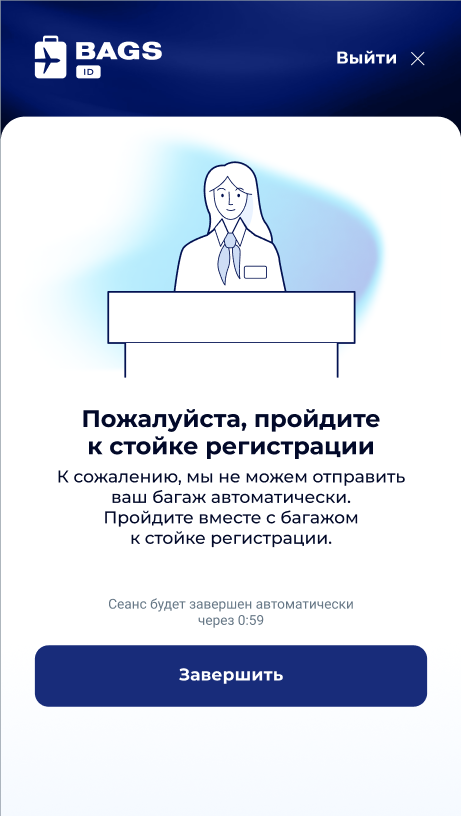 BAGS
ID
Выйти
Пожалуйста, пройдите
к стойке регистрации
К сожалению, мы не можем отправить
ваш багаж автоматически.
Пройдите вместе с багажом
к стойке регистрации.
Сеанс будет завершен автоматически
через 0:59
Завершить